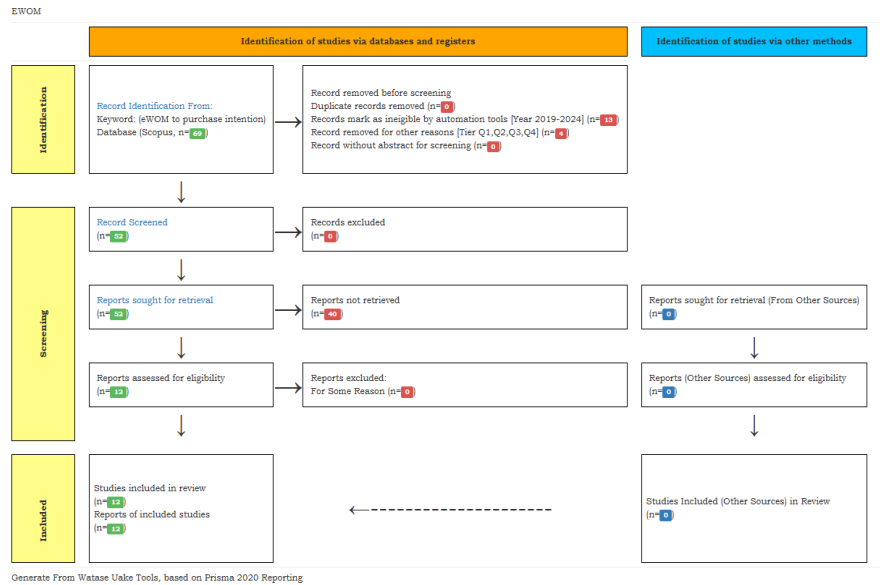 EWOM
Identification of studies via databases and registers
Identification of studies via other methods
Identification
Record Identification From:
Keyword: (eWOM to purchase intention)
Database (Scopus, n=69)
Record removed before screening
Duplicate records removed (n=0)
Records mark as ineigible by automation tools [Year 2019-2024] (n=13)
Record removed for other reasons [Tier Q1,Q2,Q3,Q4] (n=4)
Record without abstract for screening (n=0)
Screening
Record Screened
(n=52)
Records excluded
(n=0)
Reports sought for retrieval
(n=52)
Reports not retrieved
(n=40)
Reports sought for retrieval (From Other Sources)
(n=0)
Reports assessed for eligibility
(n=12)
Reports excluded:
For Some Reason (n=0)
Reports (Other Sources) assessed for eligibility
(n=0)
Included
Studies included in review
(n=12)
Reports of included studies
(n=12)
Studies Included (Other Sources) in Review
(n=0)
Generate From Watase Uake Tools, based on Prisma 2020 Reporting